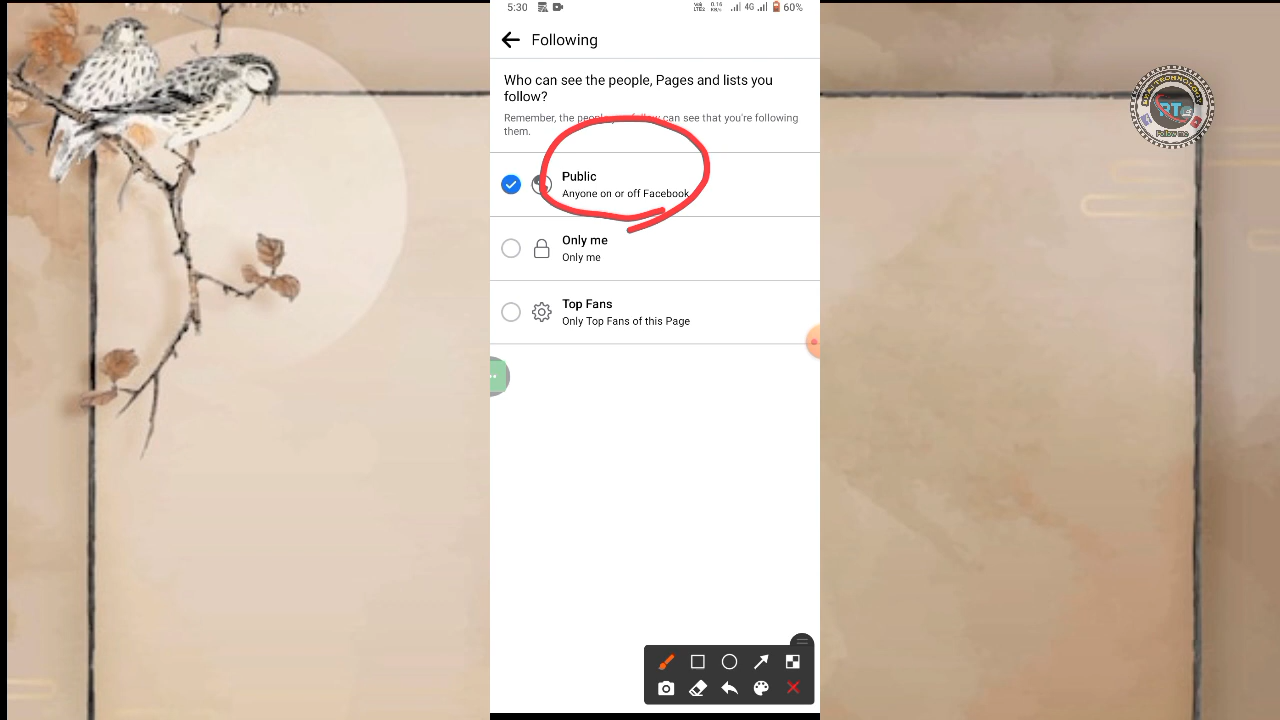 5:30 4G 60%
Following
Who can see the people, Pages and lists you
follow?
Remember, the people you follow can see that you're following
them.
Public
Anyone on or off Facebook
Only me
Only me
Top Fans
Only Top Fans of this Page
Follow me